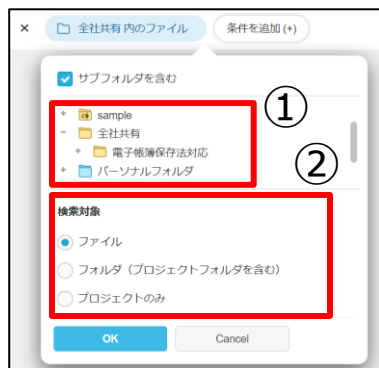 × 全社共有 内のファイル 条件を追加 (+)
サブフォルダを含む
①
+ sample
- 全社共有
+ 電子帳簿保存法対応
②
+ パーソナルフォルダ
検索対象
ファイル
フォルダ（プロジェクトフォルダを含む）
プロジェクトのみ
OK Cancel